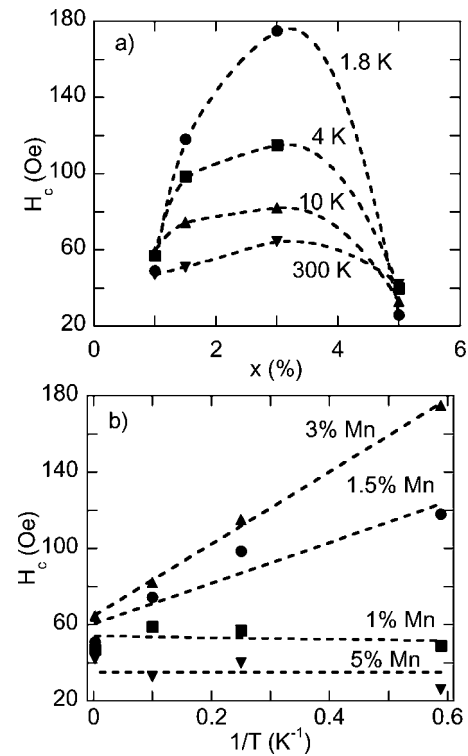 a)
180
140
100
60
20
H_c (Oe)
1.8 K
4 K
10 K
300 K
0 2 4 6
x (%)
b)
180
140
100
60
20
H_c (Oe)
3% Mn
1.5% Mn
1% Mn
5% Mn
0 0.2 0.4 0.6
1/T (K⁻¹)